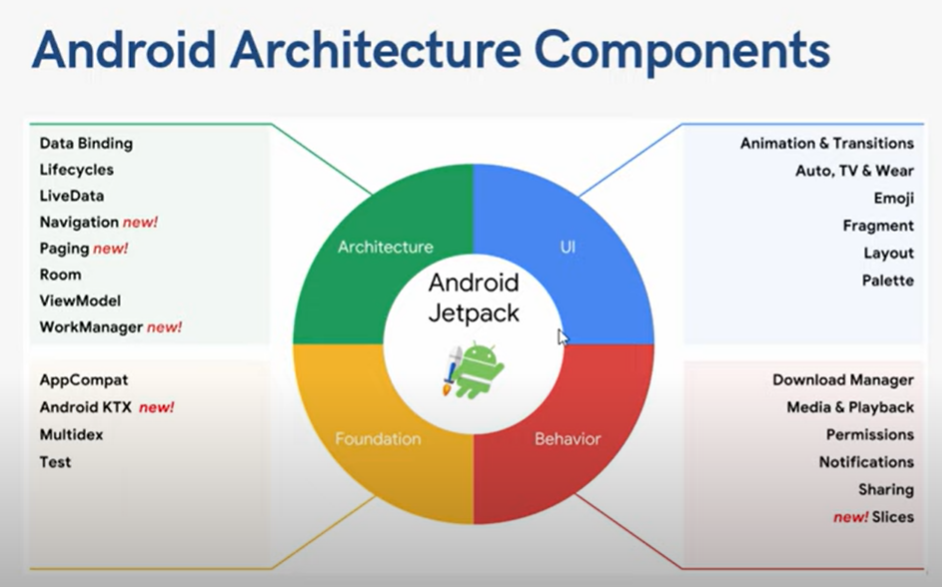 Android Architecture Components
Data Binding
Lifecycles
LiveData
Navigation new!
Paging new!
Room
ViewModel
WorkManager new!
AppCompat
Android KTX new!
Multidex
Test
Architecture
UI
Android
Jetpack
Foundation
Behavior
Animation & Transitions
Auto, TV & Wear
Emoji
Fragment
Layout
Palette
Download Manager
Media & Playback
Permissions
Notifications
Sharing
new! Slices